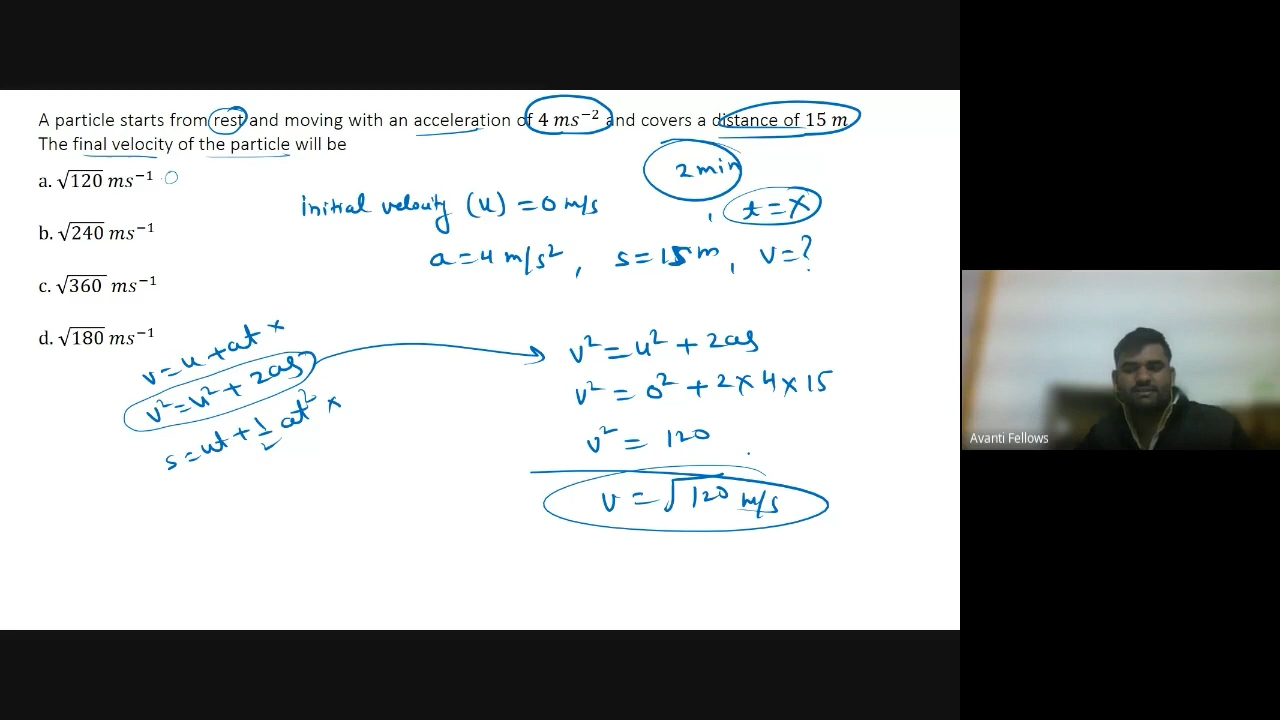 A particle starts from rest and moving with an acceleration of 4 ms⁻² and covers a distance of 15 m
The final velocity of the particle will be
a. √120 ms⁻¹
b. √240 ms⁻¹
c. √360 ms⁻¹
d. √180 ms⁻¹
2 min
initial velocity (u) = 0 m/s , t = x
a = 4 m/s² , s = 15 m , v = ?
v = u + at ×
v² = u² + 2as
s = ut + ½ at² ×
v² = u² + 2as
v² = 0² + 2 × 4 × 15
v² = 120
v = √120 m/s
Avanti Fellows